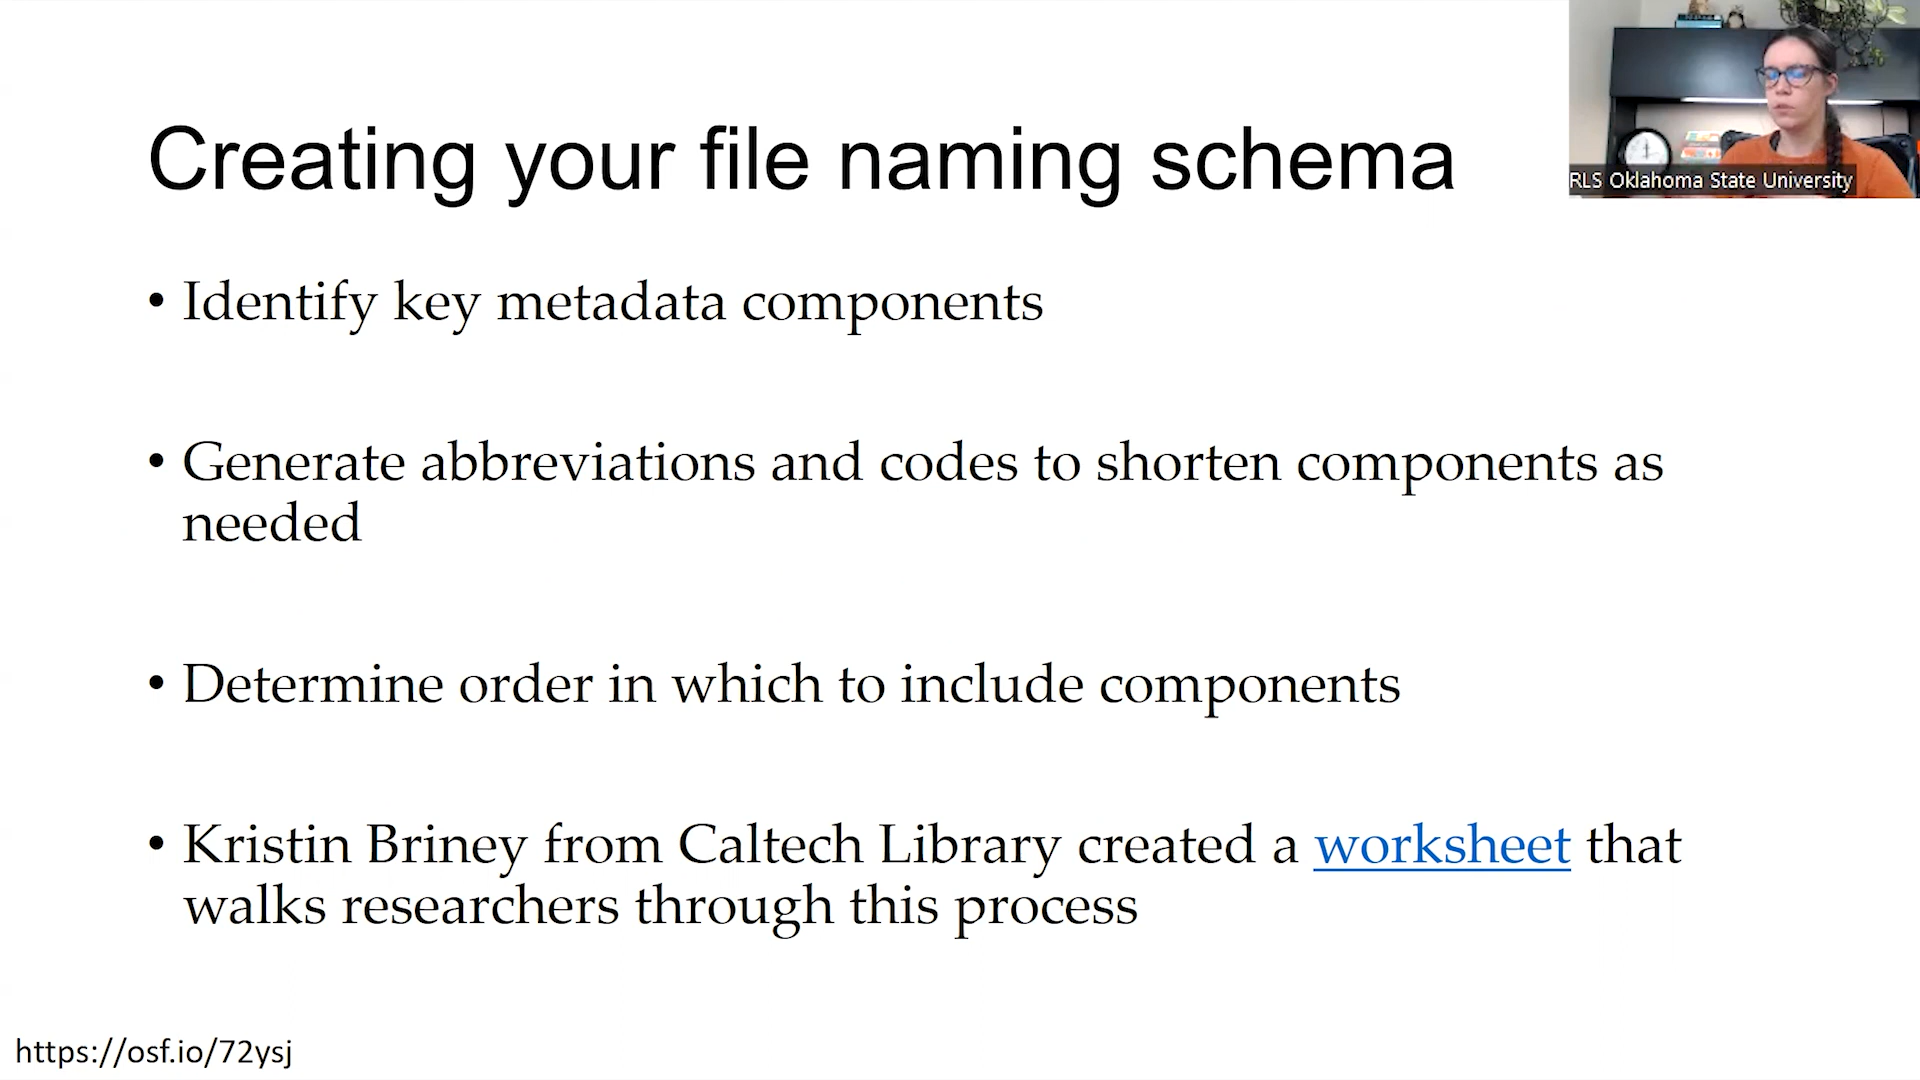 Creating your file naming schema
RLS Oklahoma State University
• Identify key metadata components
• Generate abbreviations and codes to shorten components as
needed
• Determine order in which to include components
• Kristin Briney from Caltech Library created a worksheet that
walks researchers through this process
https://osf.io/72ysj